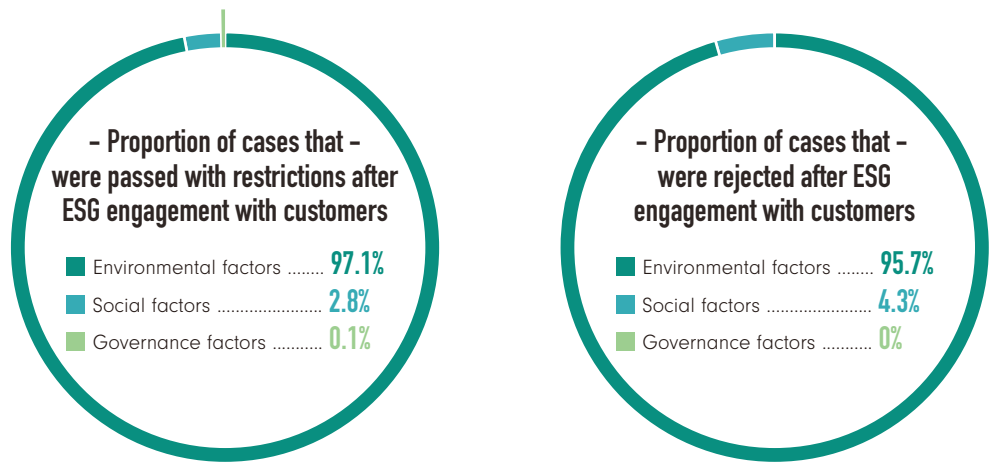 - Proportion of cases that -
were passed with restrictions after
ESG engagement with customers
Environmental factors ........ 97.1%
Social factors ...................... 2.8%
Governance factors ........... 0.1%
- Proportion of cases that -
were rejected after ESG
engagement with customers
Environmental factors ........ 95.7%
Social factors ...................... 4.3%
Governance factors ........... 0%